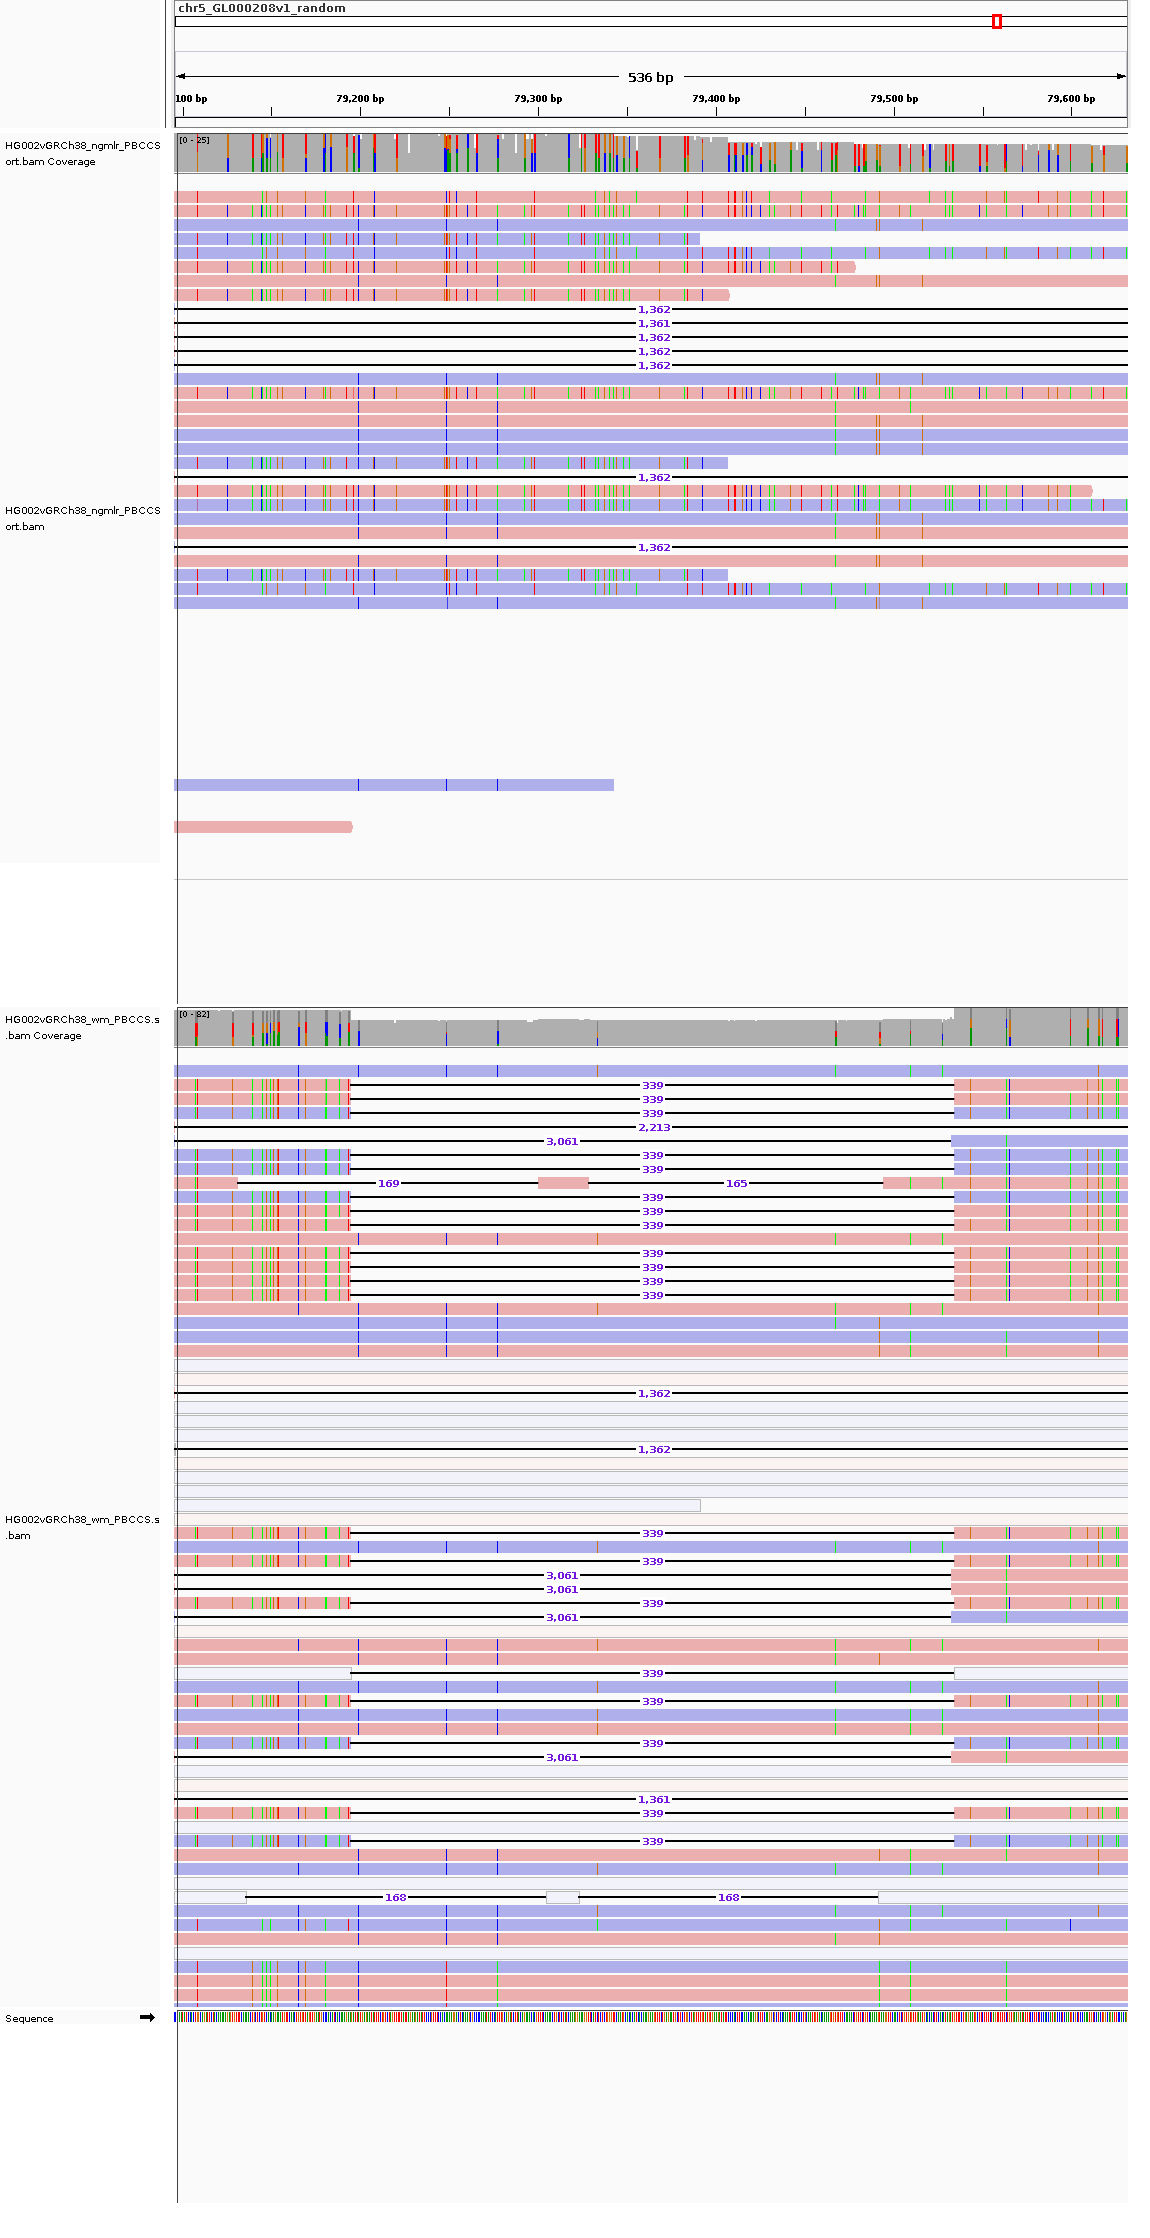 chr5_GL000208v1_random
536 bp
100 bp 79,200 bp 79,300 bp 79,400 bp 79,500 bp 79,600 bp
HG002vGRCh38_ngmlr_PBCCS
ort.bam Coverage
[0 - 25]
1,362
1,361
1,362
1,362
1,362
1,362
HG002vGRCh38_ngmlr_PBCCS
ort.bam
1,362
HG002vGRCh38_wm_PBCCS.s
.bam Coverage
[0 - 82]
339
339
339
2,213
3,061
339
339
169 165
339
339
339
339
339
339
339
1,362
1,362
HG002vGRCh38_wm_PBCCS.s
.bam
339
339
3,061
3,061
339
3,061
339
339
339
3,061
1,361
339
339
168 168
Sequence